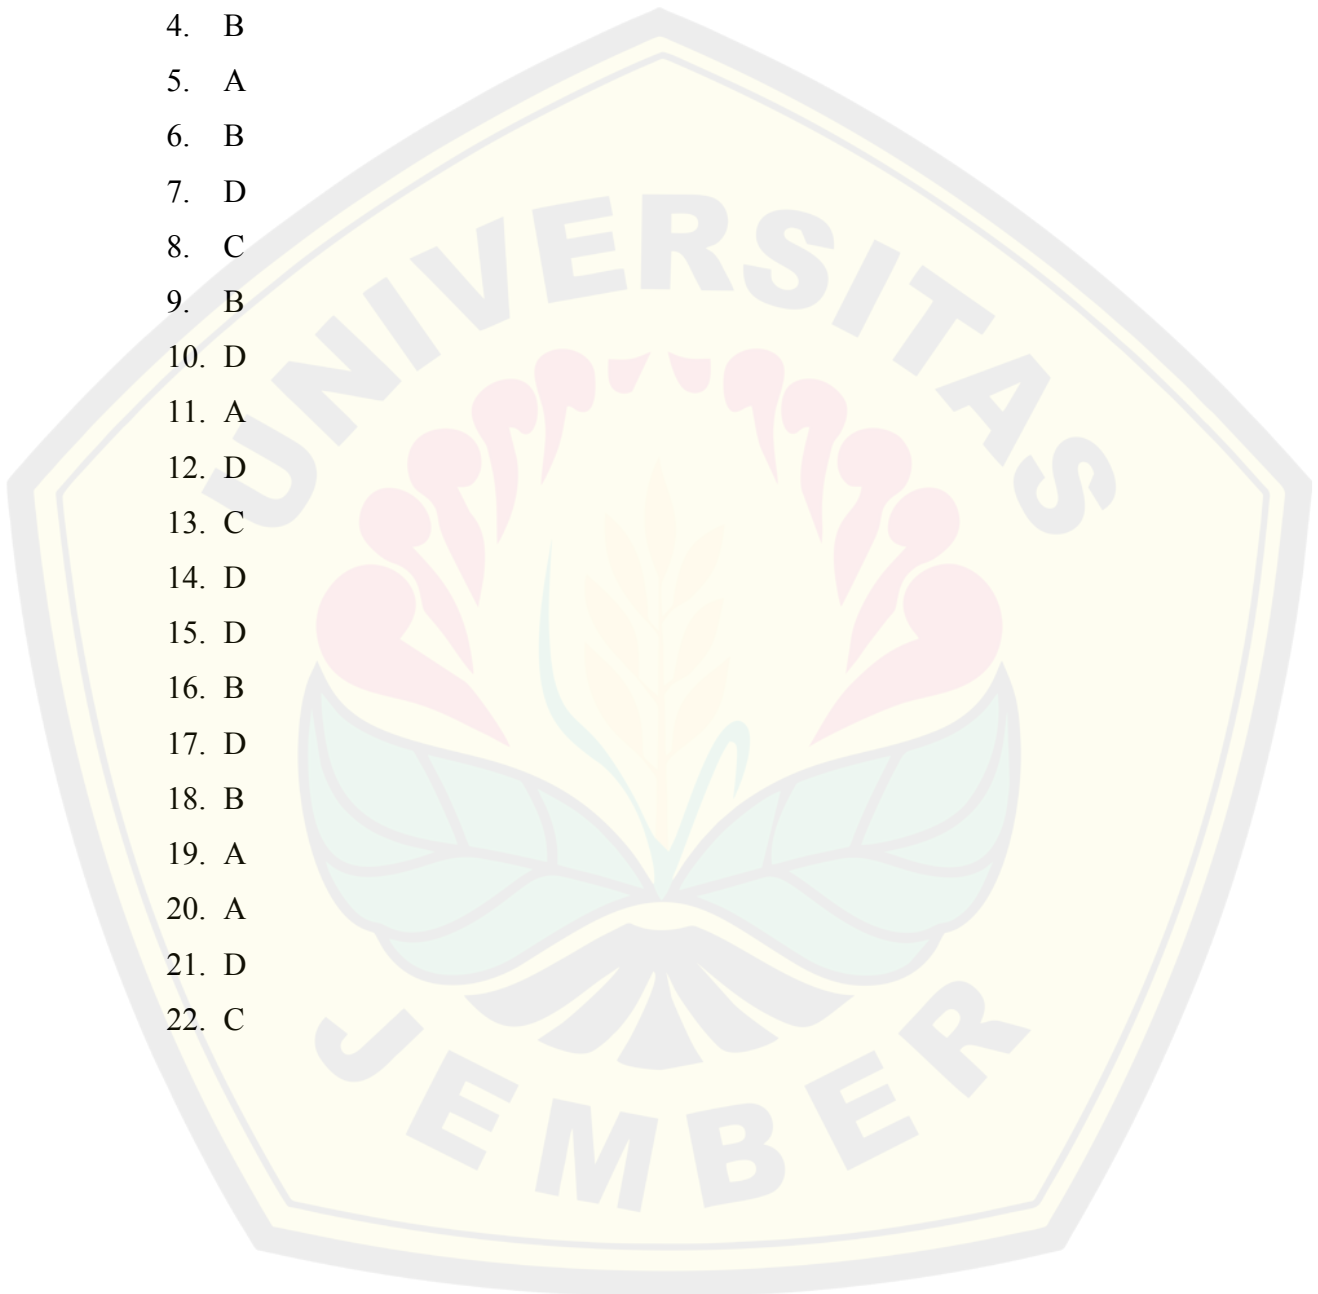 4. B
5. A
6. B
7. D
8. C
9. B
10. D
11. A
12. D
13. C
14. D
15. D
16. B
17. D
18. B
19. A
20. A
21. D
22. C
UNIVERSITAS
JEMBER